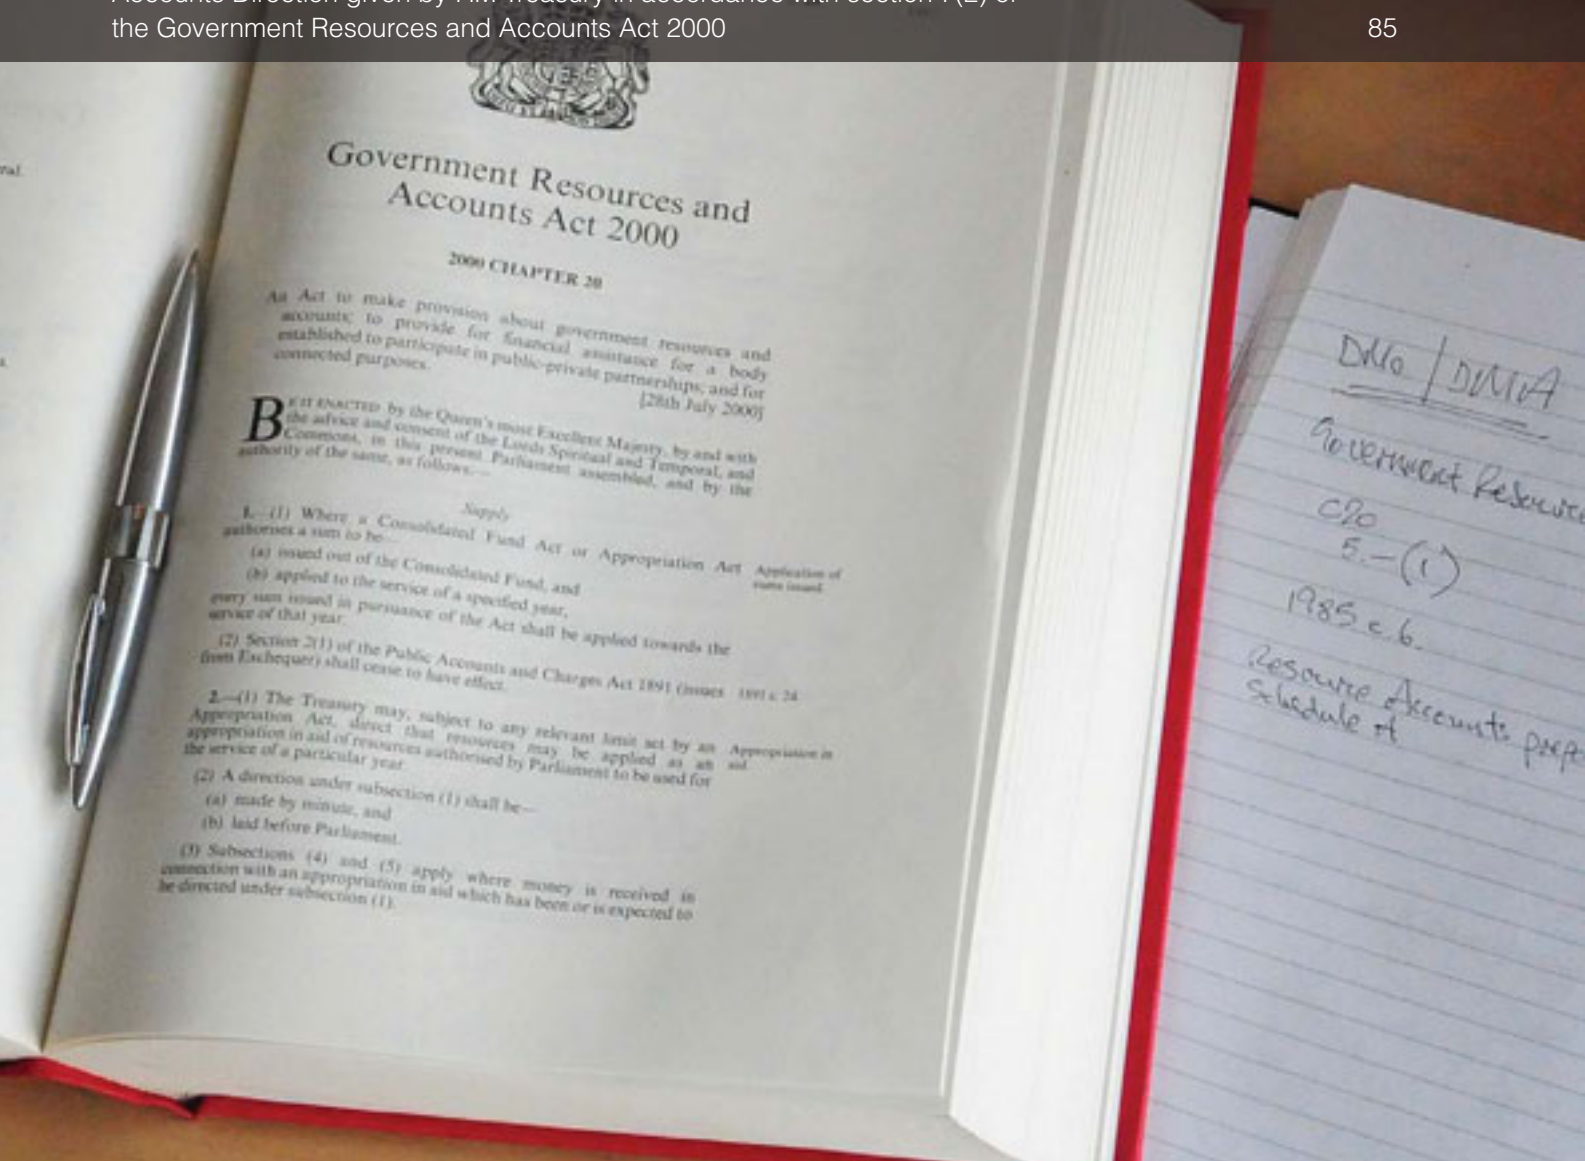 Accounts Direction given by HM Treasury in accordance with section 7(2) of
the Government Resources and Accounts Act 2000
85
Government Resources and
Accounts Act 2000
2000 CHAPTER 20
An Act to make provision about government resources and
accounts; to provide for financial assistance for a body
established to participate in public-private partnerships; and for
connected purposes.
[28th July 2000]
BE IT ENACTED by the Queen's most Excellent Majesty, by and with
the advice and consent of the Lords Spiritual and Temporal, and
Commons, in this present Parliament assembled, and by the
authority of the same, as follows:—
Supply
1.—(1) Where a Consolidated Fund Act or Appropriation Act
authorises a sum to be—
Application of
sums issued.
(a) issued out of the Consolidated Fund, and
(b) applied to the service of a specified year,
every sum issued in pursuance of the Act shall be applied towards the
service of that year.
(2) Section 2(1) of the Public Accounts and Charges Act 1891 (issues
from Exchequer) shall cease to have effect.
1891 c. 24.
2.—(1) The Treasury may, subject to any relevant limit set by an
Appropriation Act, direct that resources may be applied as an
appropriation in aid of resources authorised by Parliament to be used for
the service of a particular year.
Appropriation in
aid.
(2) A direction under subsection (1) shall be—
(a) made by minute, and
(b) laid before Parliament.
(3) Subsections (4) and (5) apply where money is received in
connection with an appropriation in aid which has been or is expected to
be directed under subsection (1).
DMO / DMA
Government
C20
5.—(1)
1985 c. 6.
Resource Accounts
Schedule A